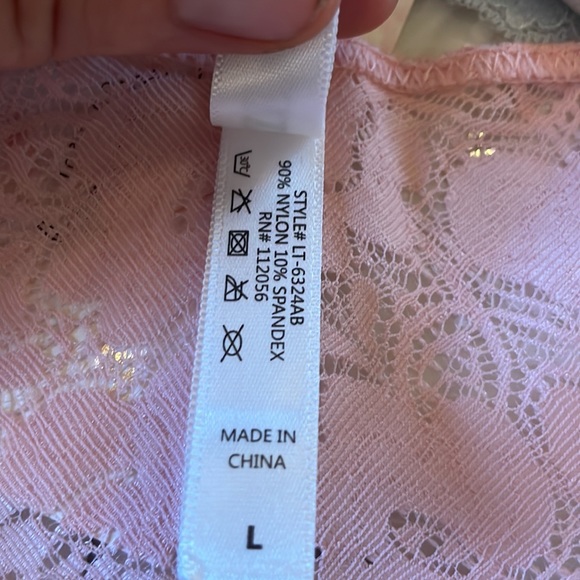 STYLE# LT-6324AB
90% NYLON 10% SPANDEX
RN# 112056
MADE IN
CHINA
L